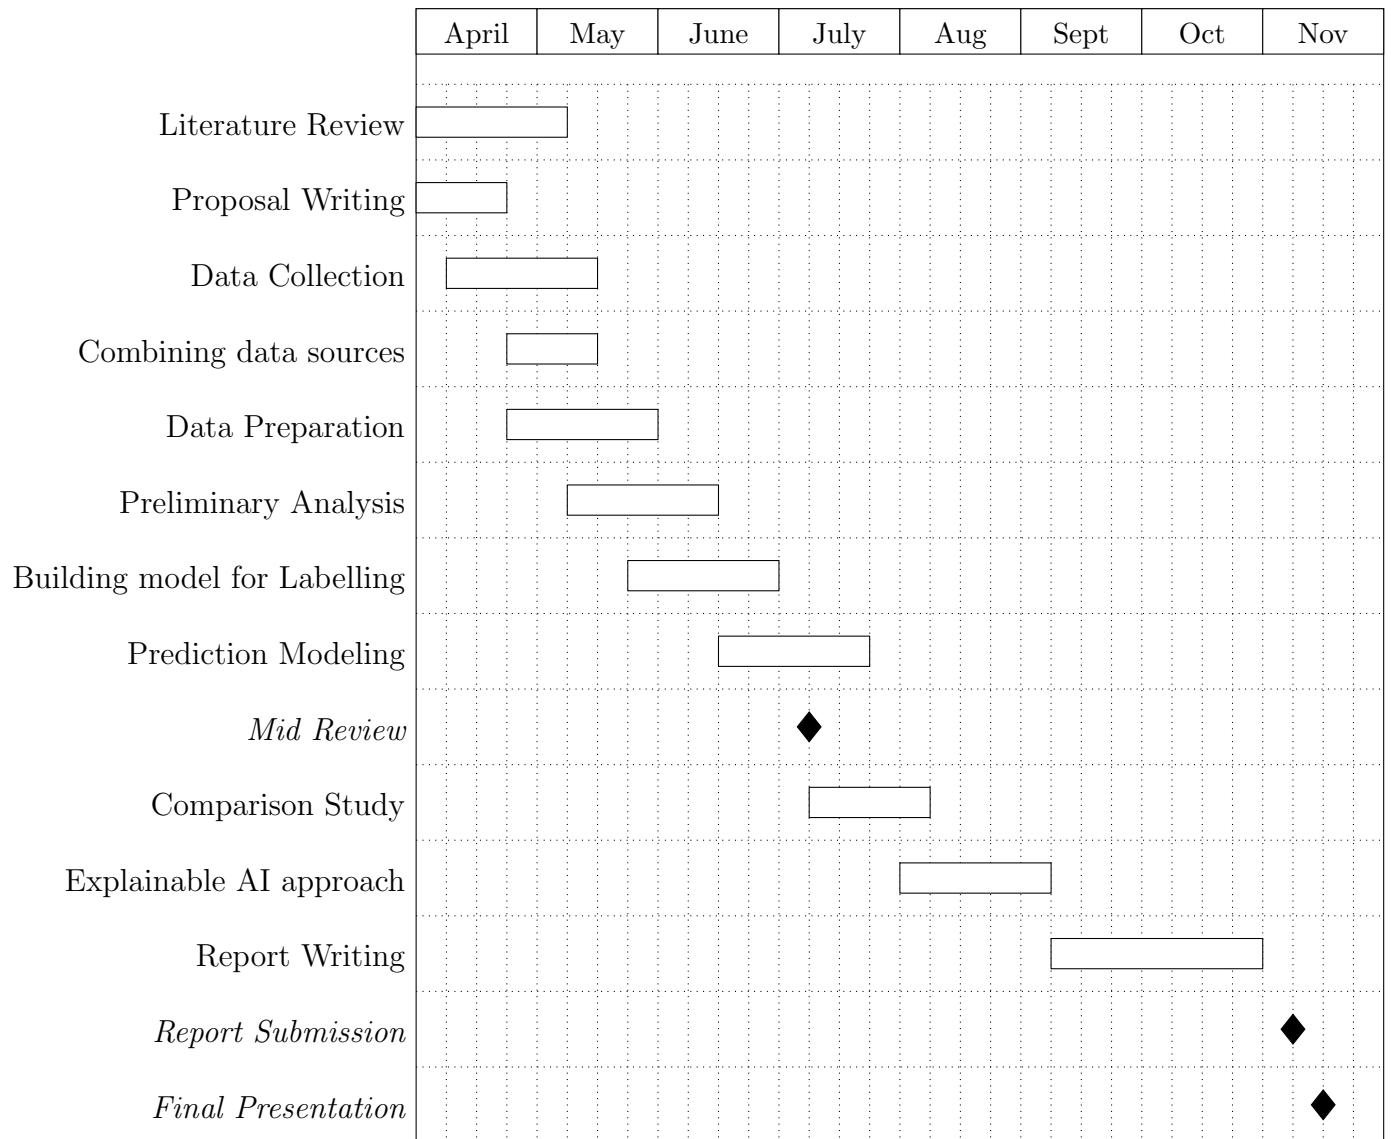 April May June July Aug Sept Oct Nov
Literature Review
Proposal Writing
Data Collection
Combining data sources
Data Preparation
Preliminary Analysis
Building model for Labelling
Prediction Modeling
Mid Review
Comparison Study
Explainable AI approach
Report Writing
Report Submission
Final Presentation